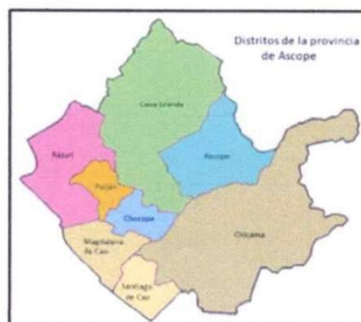 Distritos de la provincia
de Ascope
Casa Grande
Rázuri
Ascope
Paiján
Chocope
Chicama
Magdalena
de Cao
Santiago
de Cao